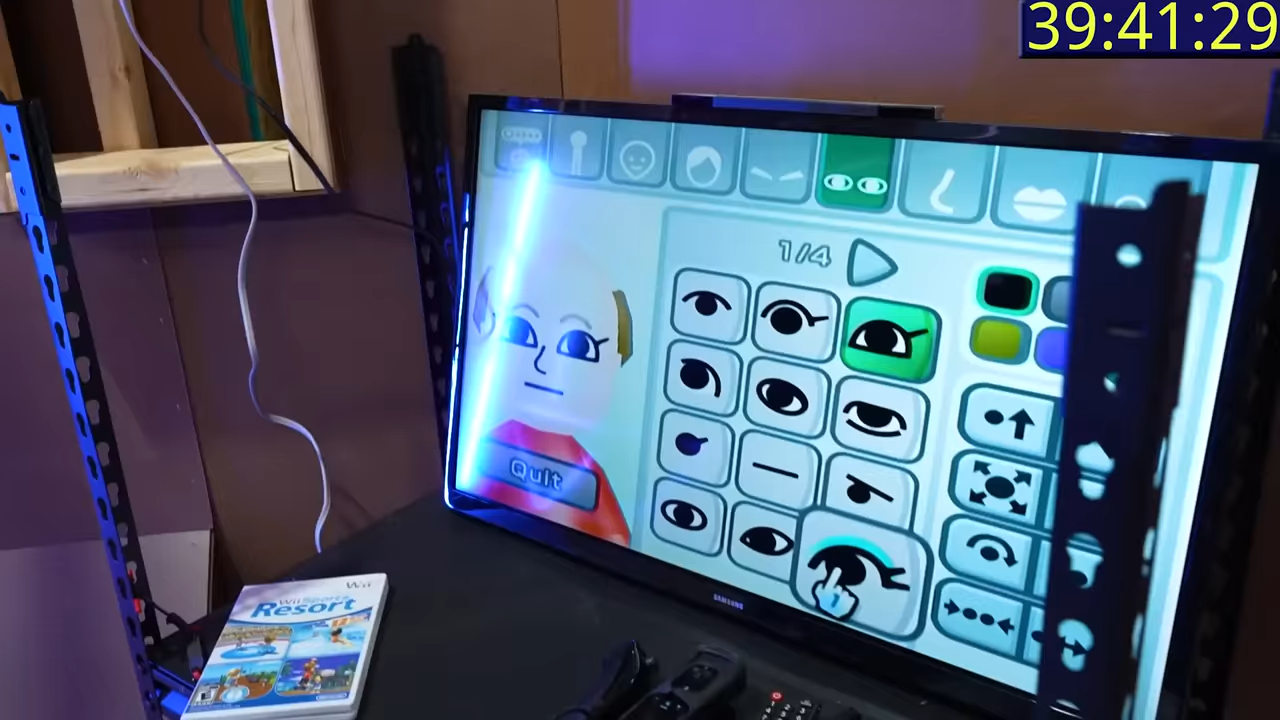 39:41:29
1/4
Quit
SAMSUNG
Wii
Wii Sports
Resort